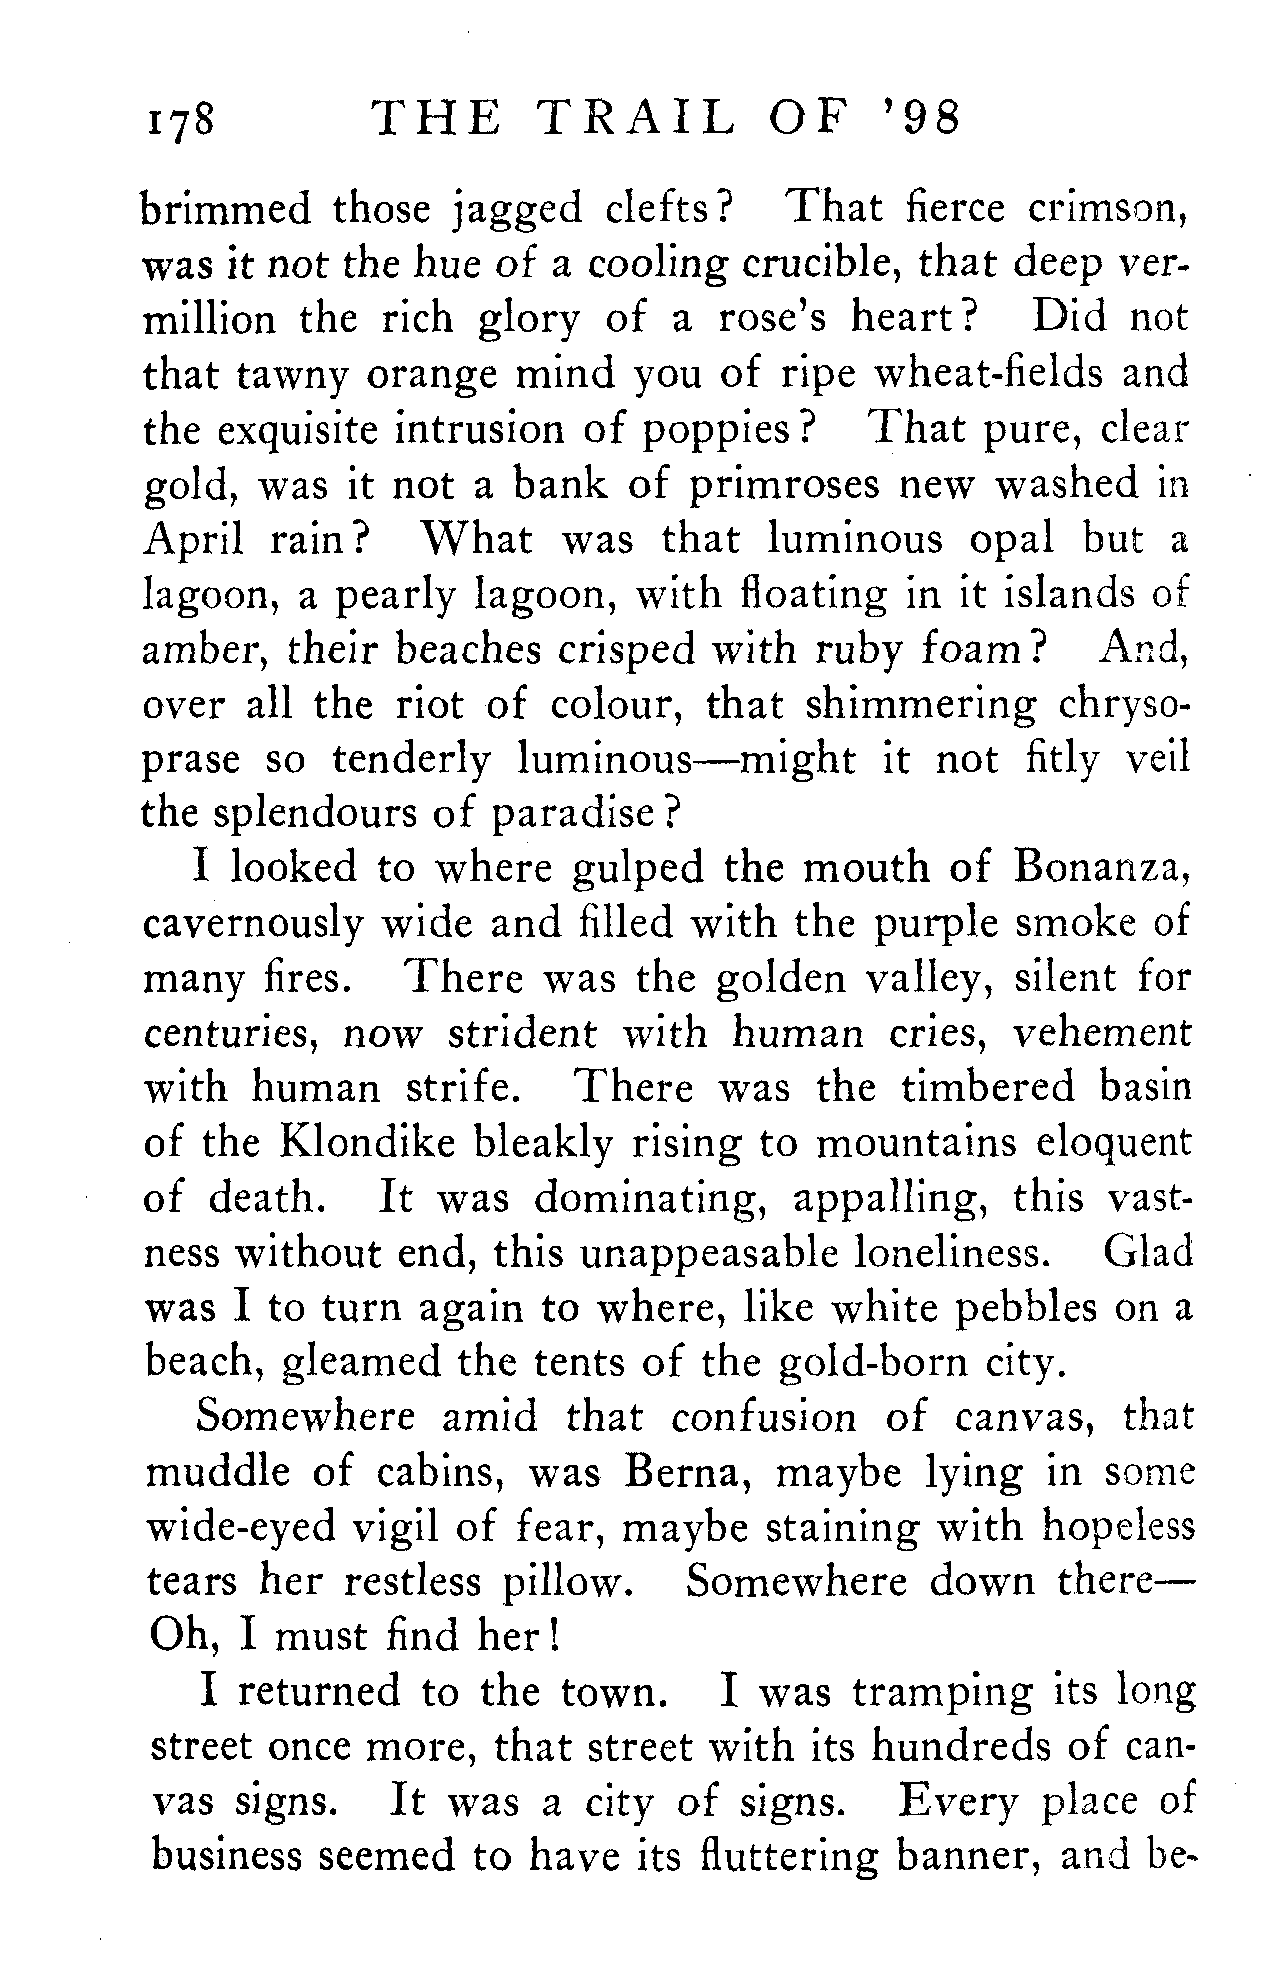 178 THE TRAIL OF '98
brimmed those jagged clefts? That fierce crimson,
was it not the hue of a cooling crucible, that deep ver-
million the rich glory of a rose's heart? Did not
that tawny orange mind you of ripe wheat-fields and
the exquisite intrusion of poppies? That pure, clear
gold, was it not a bank of primroses new washed in
April rain? What was that luminous opal but a
lagoon, a pearly lagoon, with floating in it islands of
amber, their beaches crisped with ruby foam? And,
over all the riot of colour, that shimmering chryso-
prase so tenderly luminous—might it not fitly veil
the splendours of paradise?
I looked to where gulped the mouth of Bonanza,
cavernously wide and filled with the purple smoke of
many fires. There was the golden valley, silent for
centuries, now strident with human cries, vehement
with human strife. There was the timbered basin
of the Klondike bleakly rising to mountains eloquent
of death. It was dominating, appalling, this vast-
ness without end, this unappeasable loneliness. Glad
was I to turn again to where, like white pebbles on a
beach, gleamed the tents of the gold-born city.
Somewhere amid that confusion of canvas, that
muddle of cabins, was Berna, maybe lying in some
wide-eyed vigil of fear, maybe staining with hopeless
tears her restless pillow. Somewhere down there—
Oh, I must find her!
I returned to the town. I was tramping its long
street once more, that street with its hundreds of can-
vas signs. It was a city of signs. Every place of
business seemed to have its fluttering banner, and be-